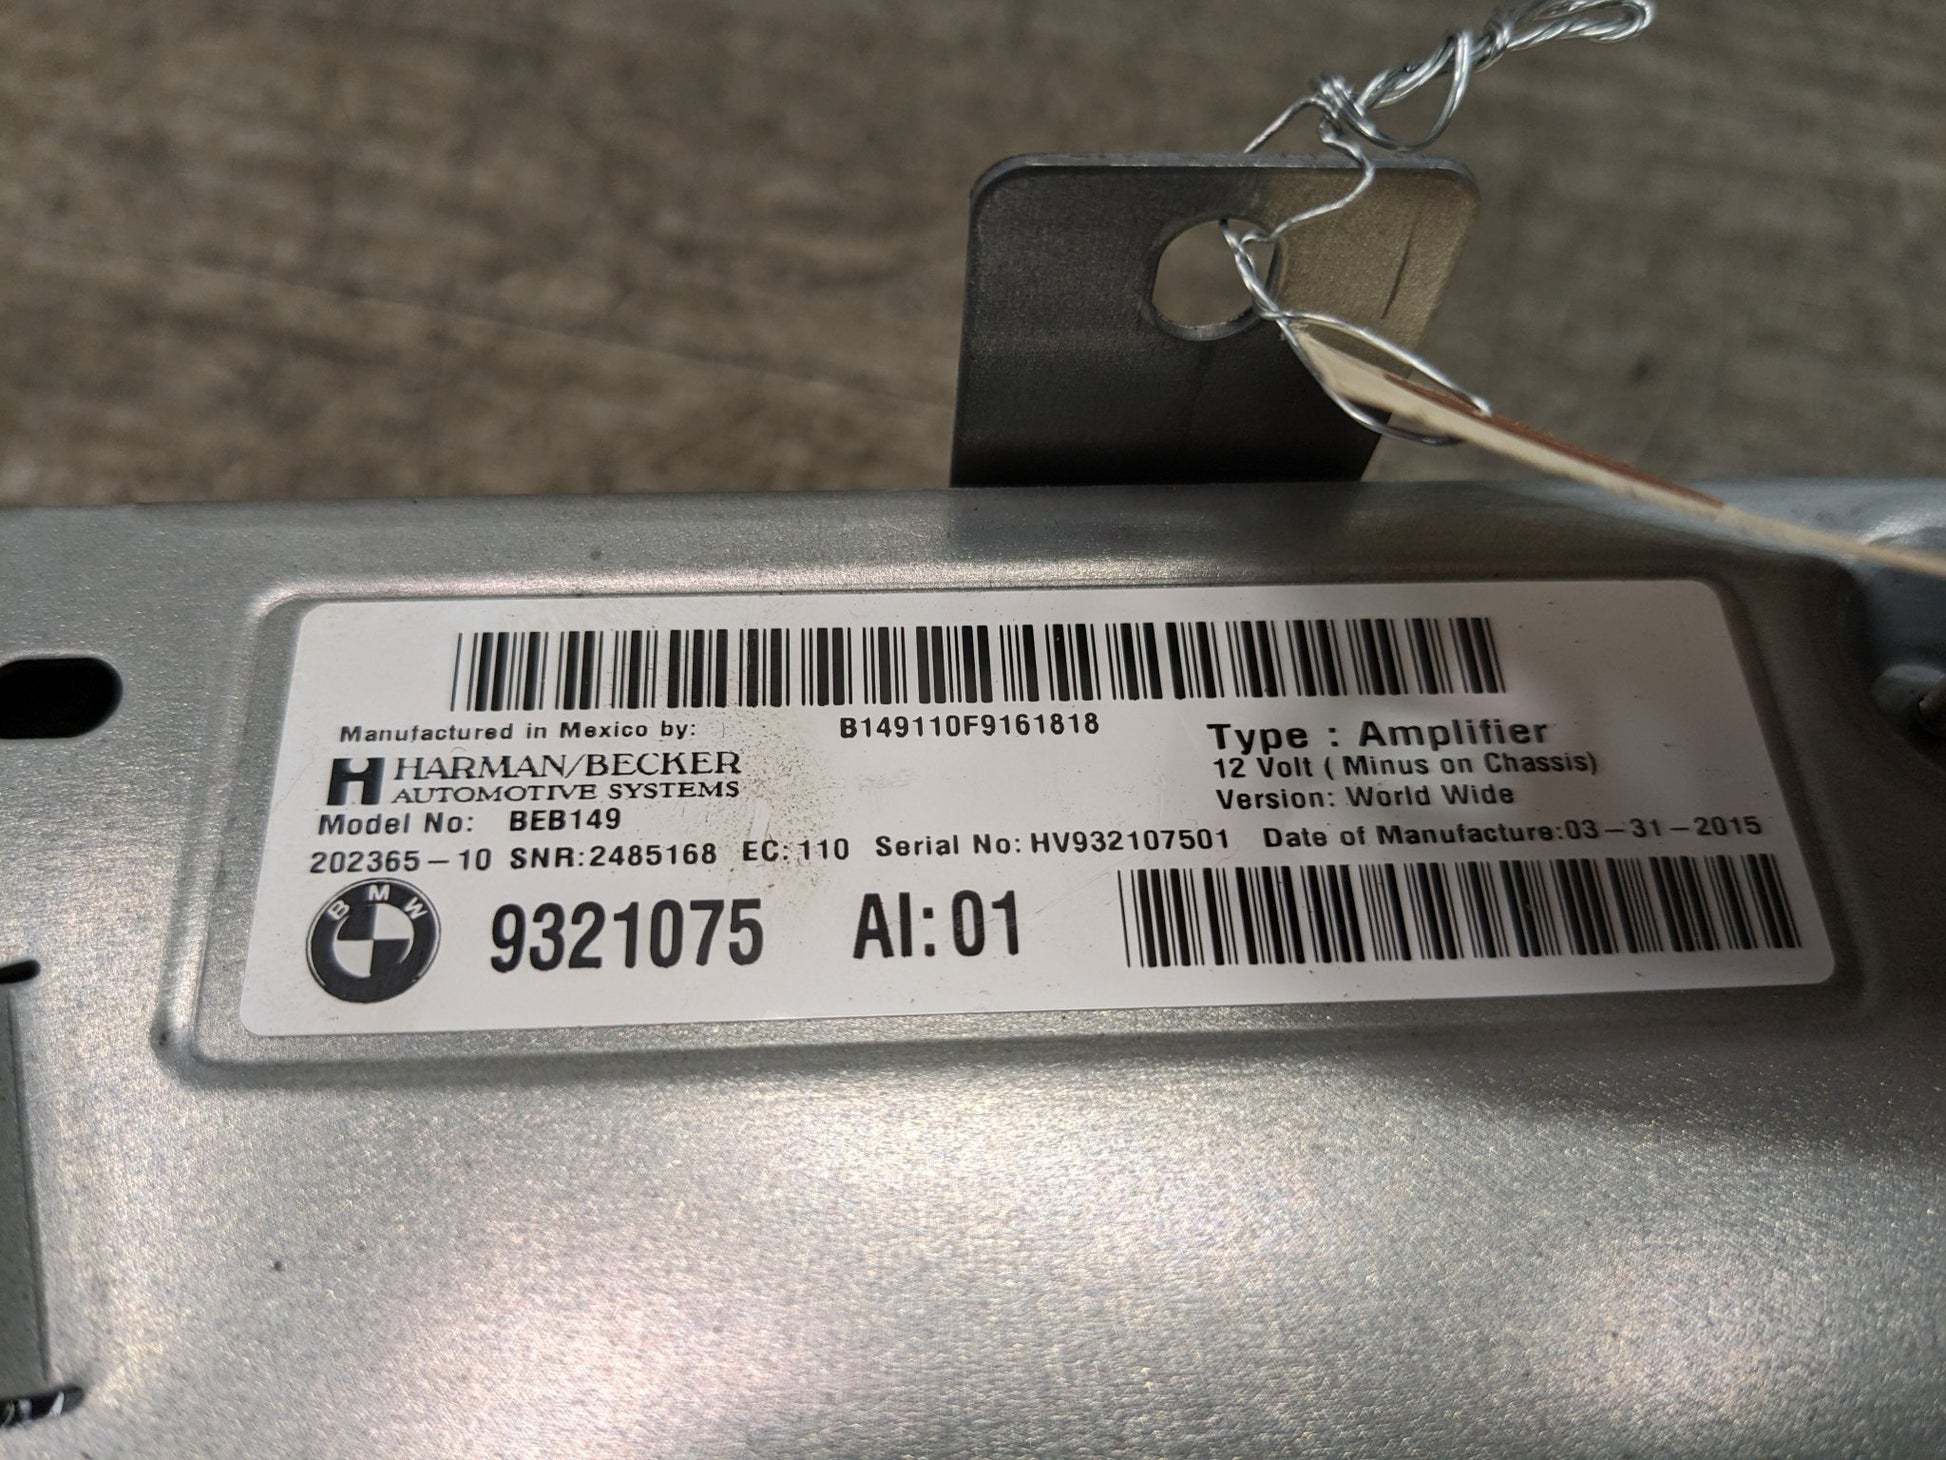 Manufactured in Mexico by:
B149110F9161818
HARMAN/BECKER
AUTOMOTIVE SYSTEMS
Type : Amplifier
12 Volt ( Minus on Chassis)
Version: World Wide
Model No: BEB149
202365-10 SNR:2485168 EC:110 Serial No: HV932107501 Date of Manufacture:03-31-2015
BMW
9321075 AI:01